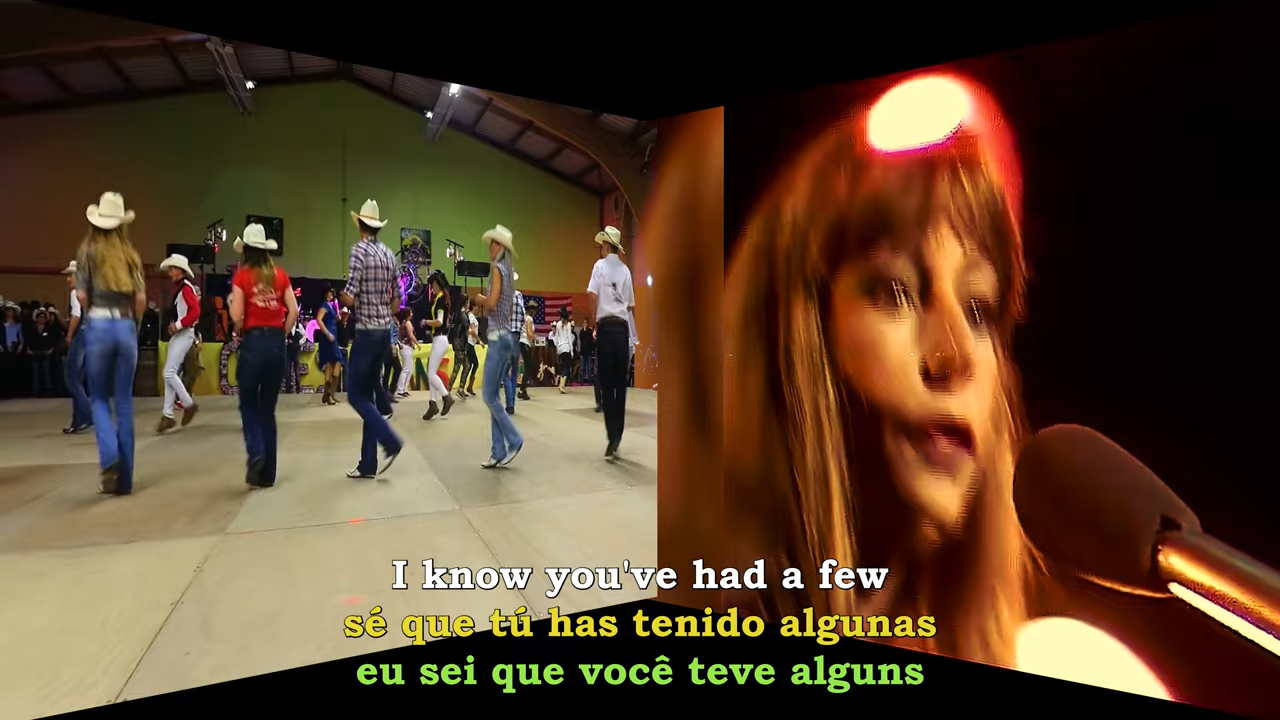 I know you've had a few
sé que tú has tenido algunas
eu sei que você teve alguns